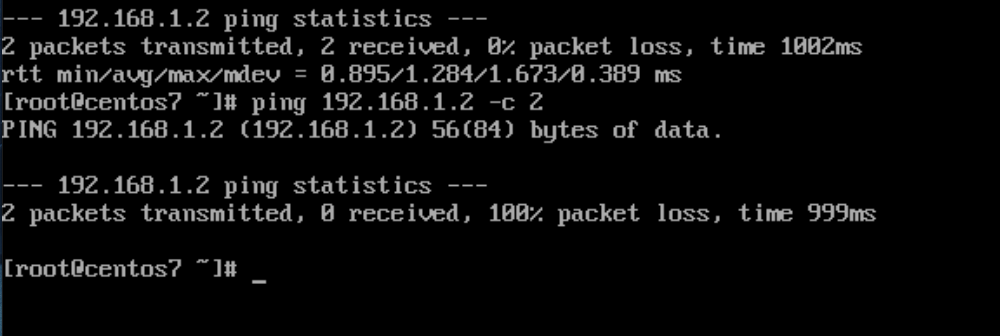 --- 192.168.1.2 ping statistics ---
2 packets transmitted, 2 received, 0% packet loss, time 1002ms
rtt min/avg/max/mdev = 0.895/1.284/1.673/0.389 ms
[root@centos7 ~]# ping 192.168.1.2 -c 2
PING 192.168.1.2 (192.168.1.2) 56(84) bytes of data.

--- 192.168.1.2 ping statistics ---
2 packets transmitted, 0 received, 100% packet loss, time 999ms

[root@centos7 ~]# _